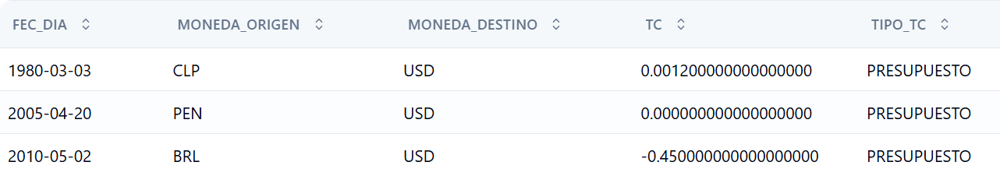 FEC_DIA MONEDA_ORIGEN MONEDA_DESTINO TC TIPO_TC
1980-03-03 CLP USD 0.001200000000000000 PRESUPUESTO
2005-04-20 PEN USD 0.000000000000000000 PRESUPUESTO
2010-05-02 BRL USD -0.450000000000000000 PRESUPUESTO